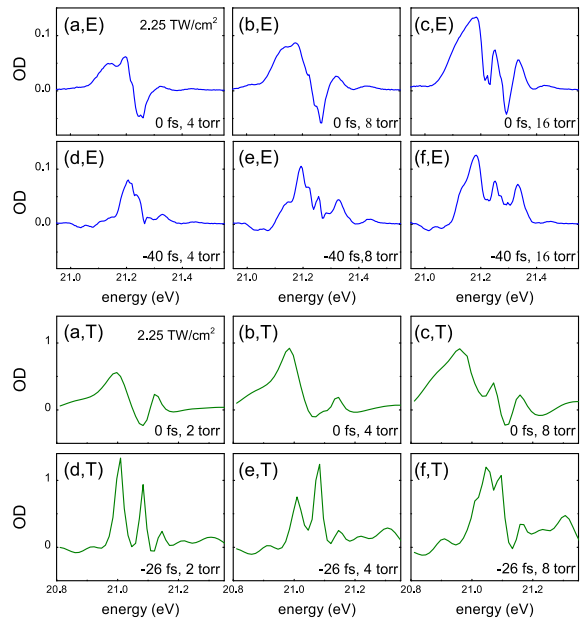 (a,E) 2.25 TW/cm²
(b,E)
(c,E)
0.1
0.0
OD
0 fs, 4 torr
0 fs, 8 torr
0 fs, 16 torr
(d,E)
(e,E)
(f,E)
0.1
0.0
OD
-40 fs, 4 torr
-40 fs,8 torr
-40 fs, 16 torr
21.0 21.2 21.4
21.0 21.2 21.4
21.0 21.2 21.4
energy (eV)
energy (eV)
energy (eV)
(a,T) 2.25 TW/cm²
(b,T)
(c,T)
1
0
OD
0 fs, 2 torr
0 fs, 4 torr
0 fs, 8 torr
(d,T)
(e,T)
(f,T)
1
0
OD
-26 fs, 2 torr
-26 fs, 4 torr
-26 fs, 8 torr
20.8 21.0 21.2
20.8 21.0 21.2
20.8 21.0 21.2
energy (eV)
energy (eV)
energy (eV)